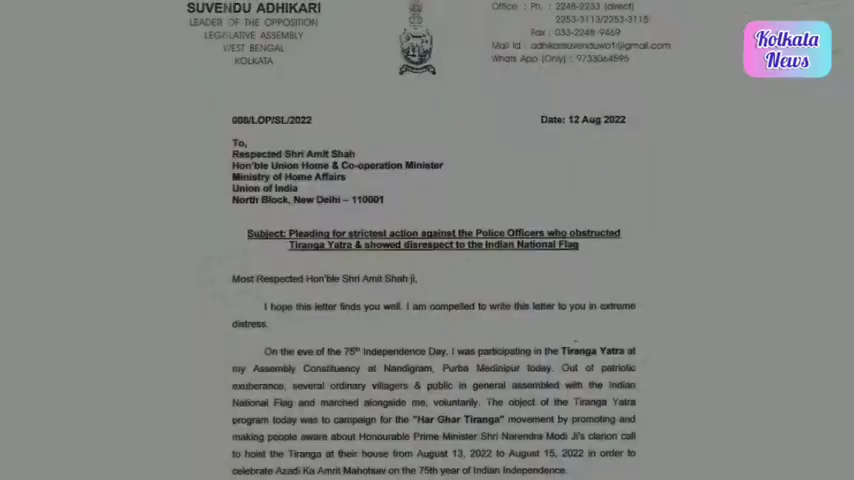 SUVENDU ADHIKARI
LEADER OF THE OPPOSITION
LEGISLATIVE ASSEMBLY
WEST BENGAL
KOLKATA
Office : Ph. : 2248-2233 (direct)
2253-3113/2253-3115
Fax : 033-2248-9469
Mail Id : adhikarisuvenduwo1@gmail.com
Whats App (Only) : 9733064595
Kolkata
News
008/LOP/SL/2022
Date: 12 Aug 2022
To,
Respected Shri Amit Shah
Hon'ble Union Home & Co-operation Minister
Ministry of Home Affairs
Union of India
North Block, New Delhi – 110001
Subject: Pleading for strictest action against the Police Officers who obstructed
Tiranga Yatra & showed disrespect to the Indian National Flag
Most Respected Hon'ble Shri Amit Shah ji,
I hope this letter finds you well. I am compelled to write this letter to you in extreme
distress.
On the eve of the 75th Independence Day, I was participating in the Tiranga Yatra at
my Assembly Constituency at Nandigram, Purba Medinipur today. Out of patriotic
exuberance, several ordinary villagers & public in general assembled with the Indian
National Flag and marched alongside me, voluntarily. The object of the Tiranga Yatra
program today was to campaign for the "Har Ghar Tiranga" movement by promoting and
making people aware about Honourable Prime Minister Shri Narendra Modi Ji's clarion call
to hoist the Tiranga at their house from August 13, 2022 to August 15, 2022 in order to
celebrate Azadi Ka Amrit Mahotsav on the 75th year of Indian Independence.